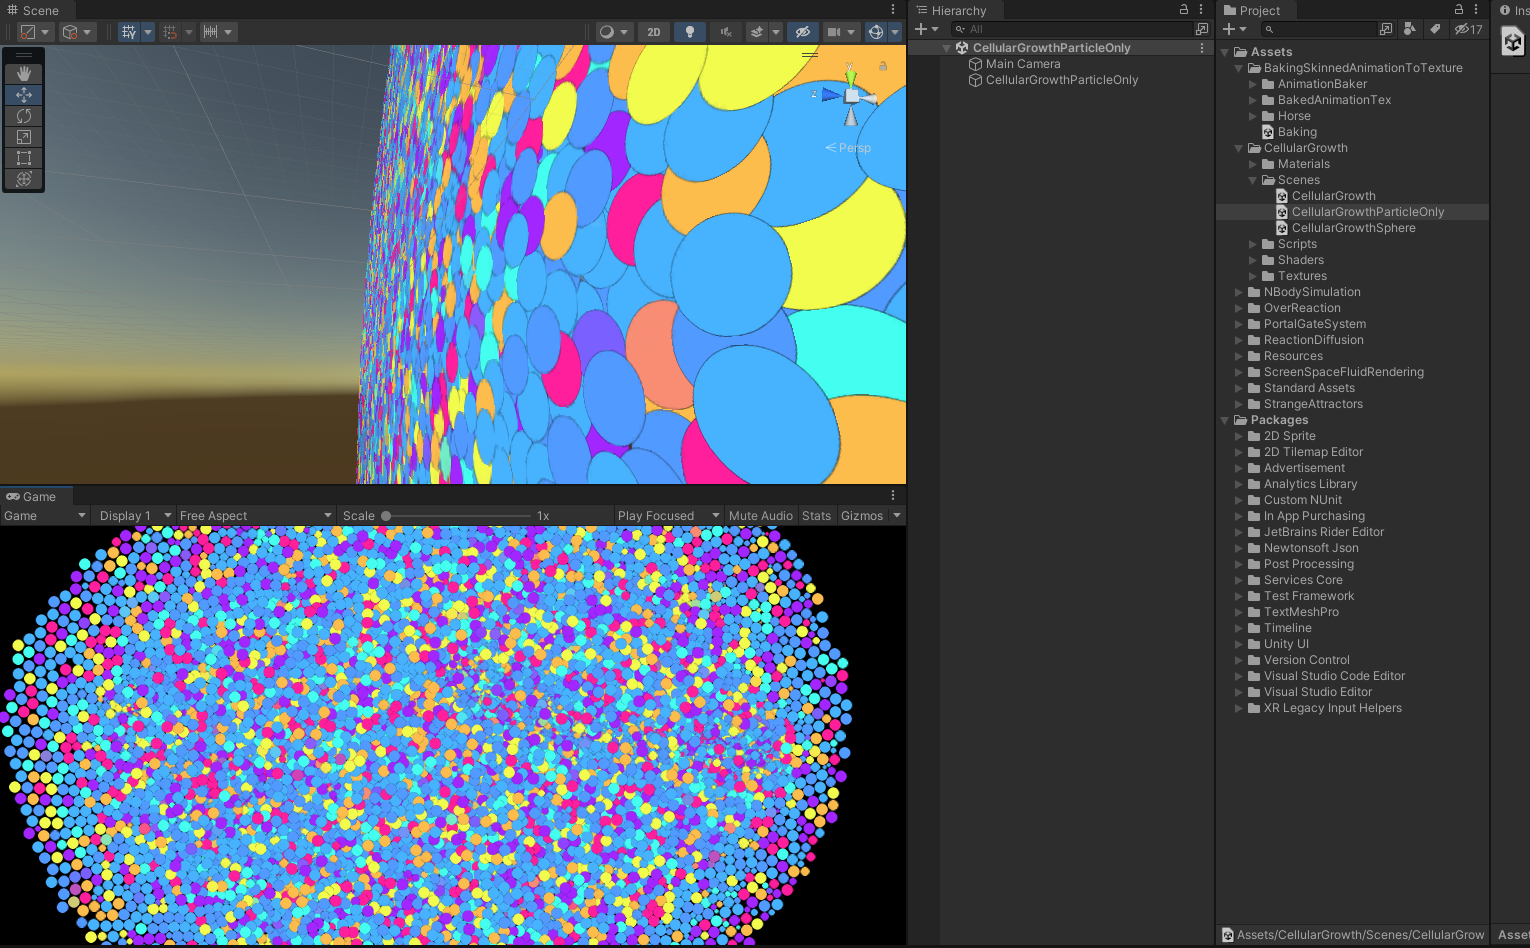 Scene
2D
y
z
Persp
Game
Game
Display 1
Free Aspect
Scale
1x
Play Focused
Mute Audio
Stats
Gizmos
Hierarchy
All
CellularGrowthParticleOnly
Main Camera
CellularGrowthParticleOnly
Project
17
Assets
BakingSkinnedAnimationToTexture
AnimationBaker
BakedAnimationTex
Horse
Baking
CellularGrowth
Materials
Scenes
CellularGrowth
CellularGrowthParticleOnly
CellularGrowthSphere
Scripts
Shaders
Textures
NBodySimulation
OverReaction
PortalGateSystem
ReactionDiffusion
Resources
ScreenSpaceFluidRendering
Standard Assets
StrangeAttractors
Packages
2D Sprite
2D Tilemap Editor
Advertisement
Analytics Library
Custom NUnit
In App Purchasing
JetBrains Rider Editor
Newtonsoft Json
Post Processing
Services Core
Test Framework
TextMeshPro
Timeline
Unity UI
Version Control
Visual Studio Code Editor
Visual Studio Editor
XR Legacy Input Helpers
Assets/CellularGrowth/Scenes/CellularGrow
Ins
Asset